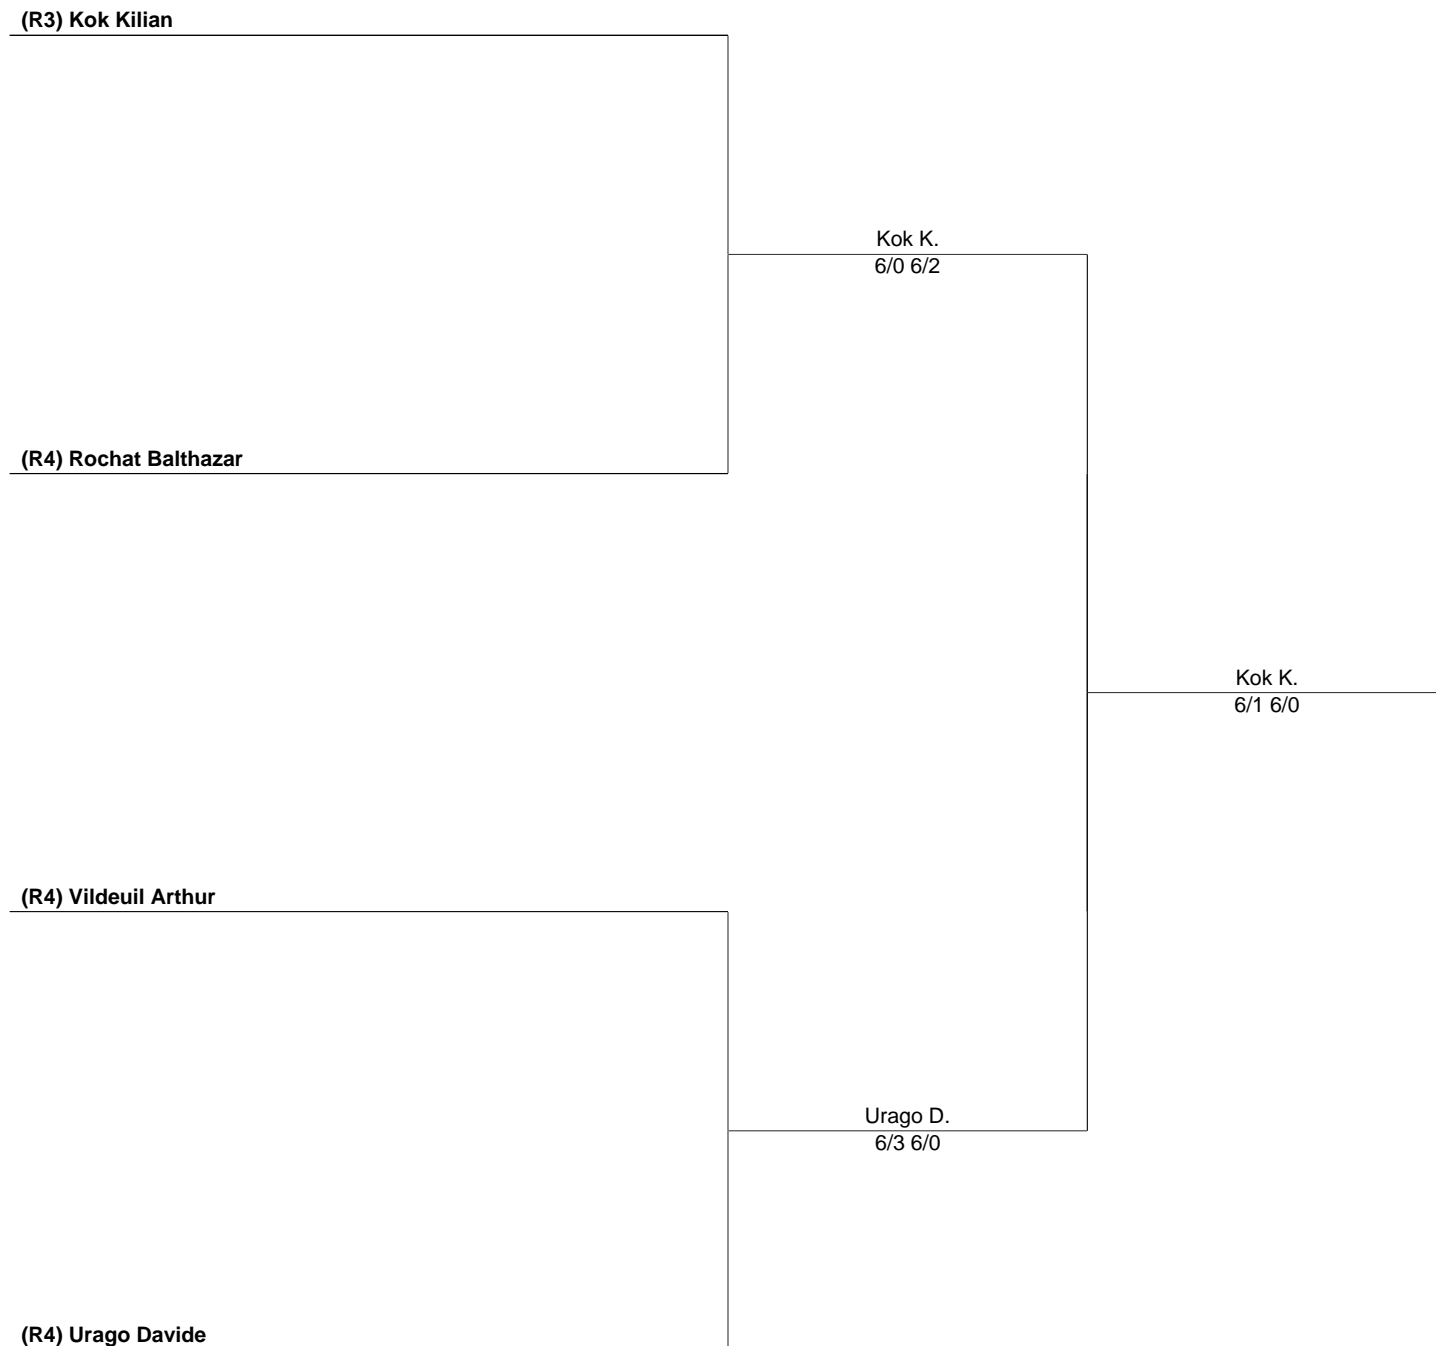 (R3) Kok Kilian
Kok K.
6/0 6/2
(R4) Rochat Balthazar
Kok K.
6/1 6/0
(R4) Vildeuil Arthur
Urago D.
6/3 6/0
(R4) Urago Davide